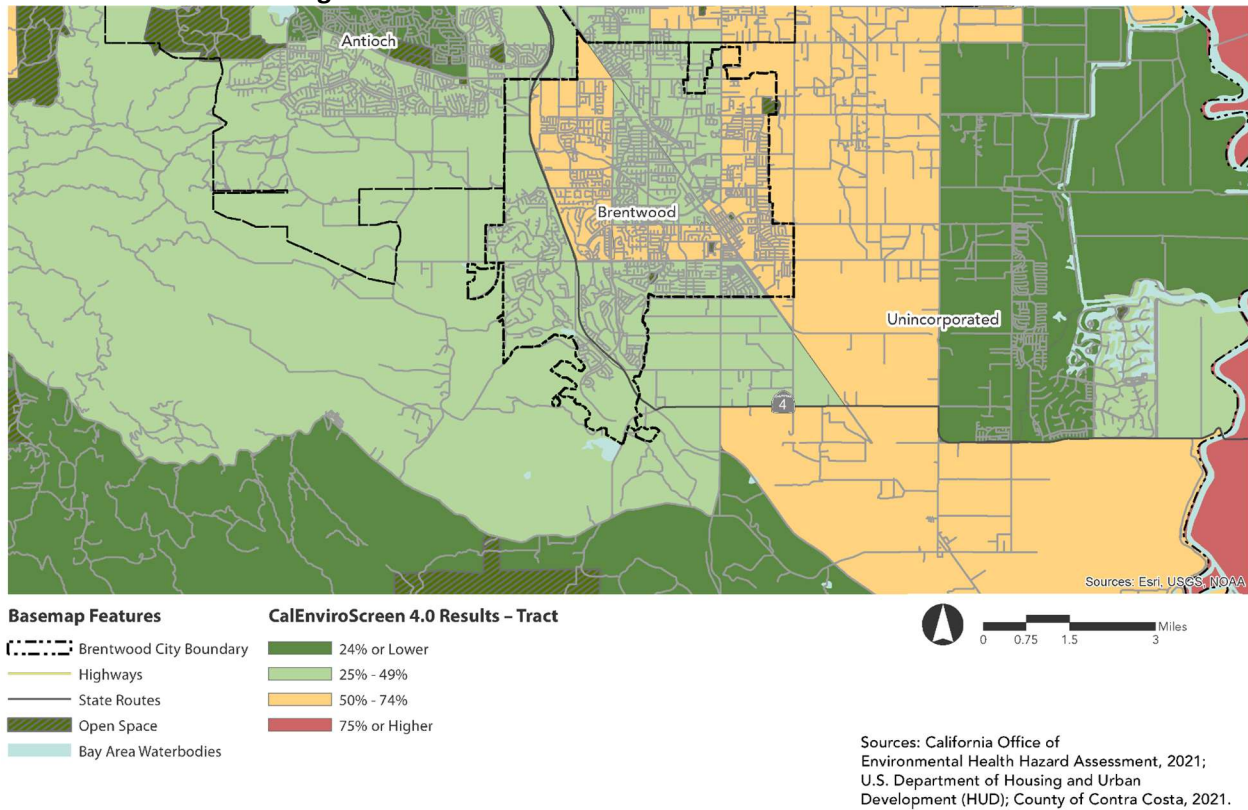 Antioch
Brentwood
Unincorporated
4
Sources: Esri, USGS, NOAA
Basemap Features
Brentwood City Boundary
Highways
State Routes
Open Space
Bay Area Waterbodies
CalEnviroScreen 4.0 Results – Tract
24% or Lower
25% - 49%
50% - 74%
75% or Higher
0 0.75 1.5 3 Miles
Sources: California Office of
Environmental Health Hazard Assessment, 2021;
U.S. Department of Housing and Urban
Development (HUD); County of Contra Costa, 2021.